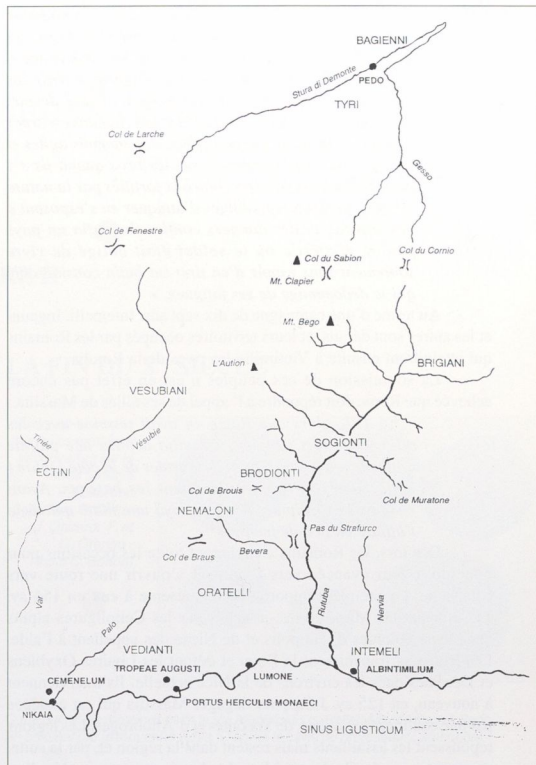 BAGIENNI
Stura di Demonte
PEDO
TYRI
Col de Larche
Gesso
Col de Fenestre
Col du Sabion
Col du Cornio
Mt. Clapier
Mt. Bego
L'Aution
BRIGIANI
VESUBIANI
Tinée
Vésubie
SOGIONTI
ECTINI
BRODIONTI
Col de Brouis
Col de Muratone
NEMALONI
Pas du Strafurco
Col de Braus
Bevera
Var
ORATELLI
Rutuba
Nervia
Palo
VEDIANTI
INTEMELI
CEMENELUM
TROPEAE AUGUSTI
LUMONE
ALBINTIMILIUM
NIKAIA
PORTUS HERCULIS MONAECI
SINUS LIGUSTICUM